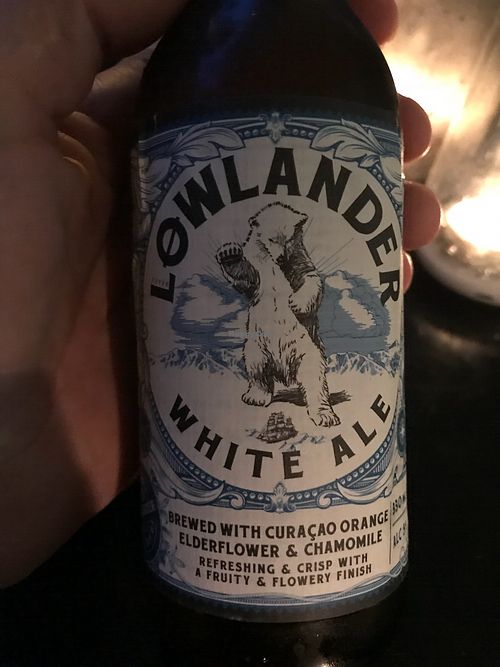 LØWLANDER
WHITE ALE
BREWED WITH CURAÇAO ORANGE
ELDERFLOWER & CHAMOMILE
REFRESHING & CRISP WITH
A FRUITY & FLOWERY FINISH